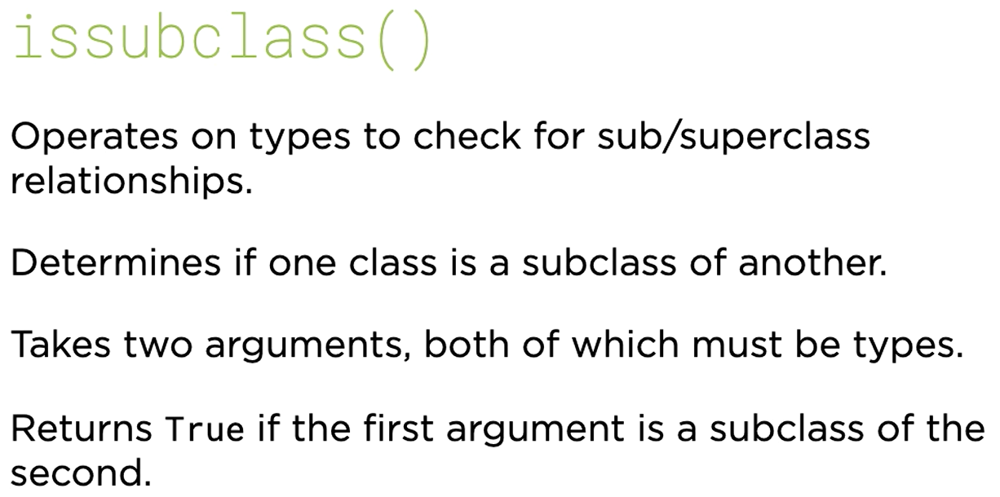 issubclass()
Operates on types to check for sub/superclass
relationships.
Determines if one class is a subclass of another.
Takes two arguments, both of which must be types.
Returns True if the first argument is a subclass of the
second.